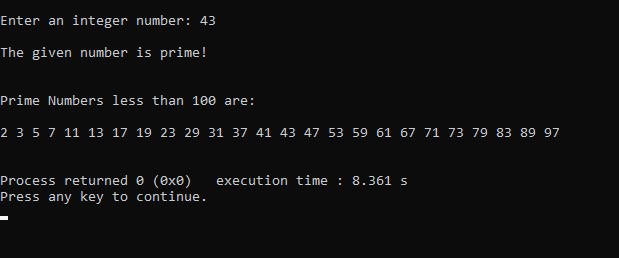 Enter an integer number: 43
The given number is prime!
Prime Numbers less than 100 are:
2 3 5 7 11 13 17 19 23 29 31 37 41 43 47 53 59 61 67 71 73 79 83 89 97
Process returned 0 (0x0)   execution time : 8.361 s
Press any key to continue.